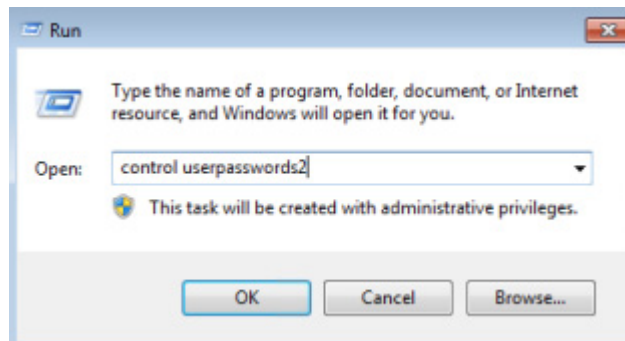 Run
Type the name of a program, folder, document, or Internet
resource, and Windows will open it for you.
Open: control userpasswords2
This task will be created with administrative privileges.
OK Cancel Browse...